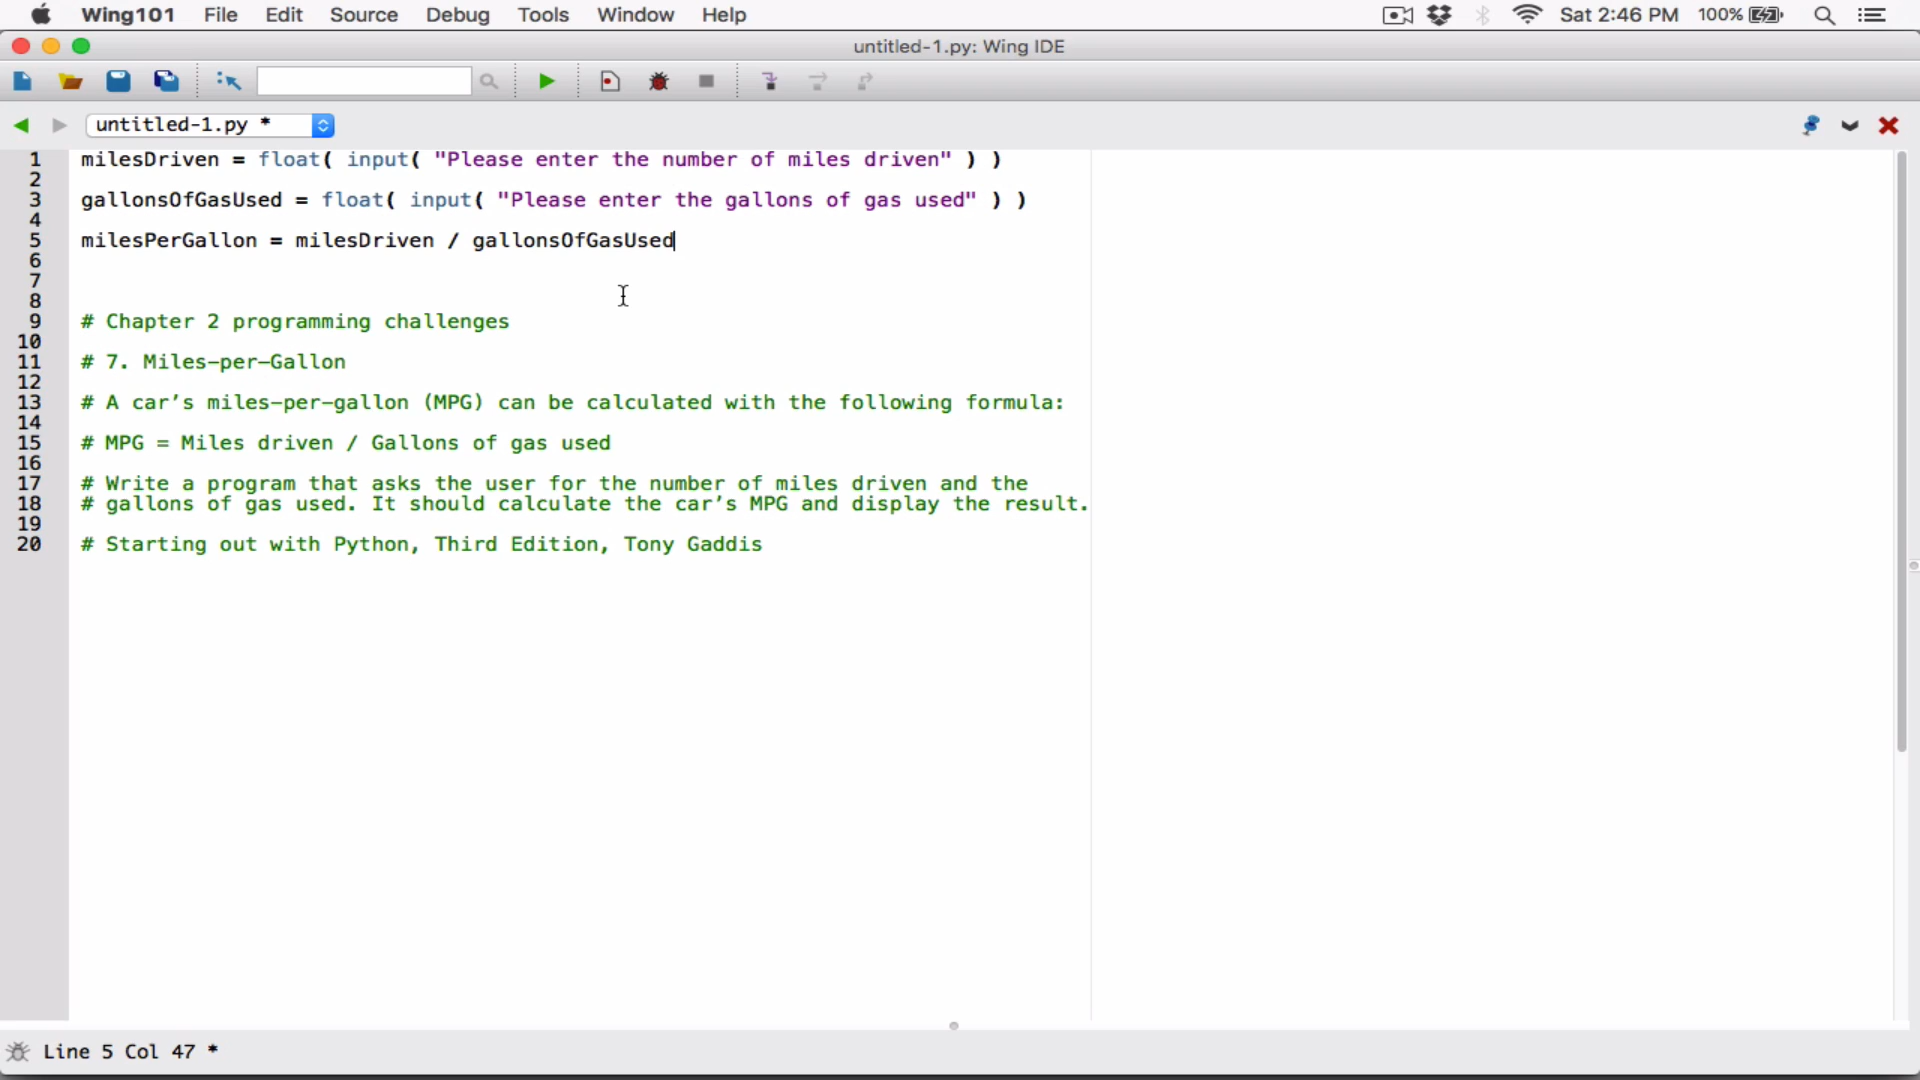 Wing101 File Edit Source Debug Tools Window Help Sat 2:46 PM 100%
untitled-1.py: Wing IDE
untitled-1.py *
1 milesDriven = float( input( "Please enter the number of miles driven" ) )
2
3 gallonsOfGasUsed = float( input( "Please enter the gallons of gas used" ) )
4
5 milesPerGallon = milesDriven / gallonsOfGasUsed
6
7
8
9 # Chapter 2 programming challenges
10
11 # 7. Miles-per-Gallon
12
13 # A car’s miles-per-gallon (MPG) can be calculated with the following formula:
14
15 # MPG = Miles driven / Gallons of gas used
16
17 # Write a program that asks the user for the number of miles driven and the
18 # gallons of gas used. It should calculate the car’s MPG and display the result.
19
20 # Starting out with Python, Third Edition, Tony Gaddis
Line 5 Col 47 *